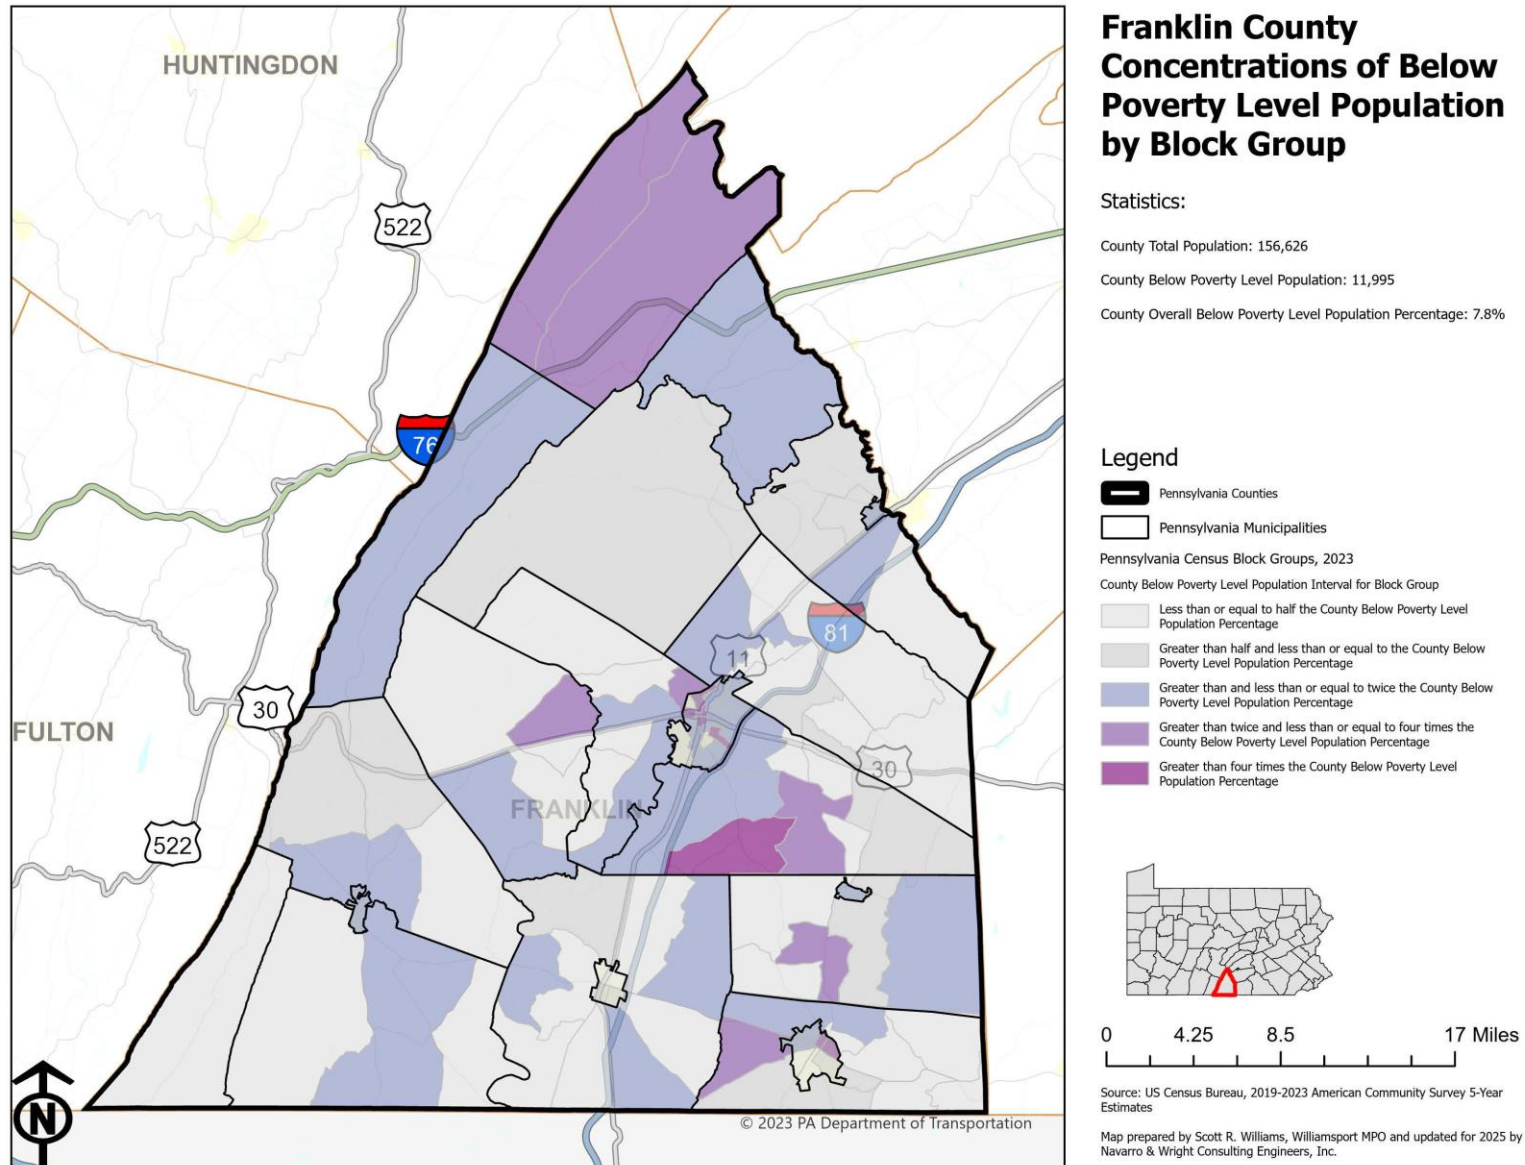 HUNTINGDON
522
76
30
FULTON
522
81
11
30
FRANKLIN
N
© 2023 PA Department of Transportation
Franklin County
Concentrations of Below
Poverty Level Population
by Block Group
Statistics:
County Total Population: 156,626
County Below Poverty Level Population: 11,995
County Overall Below Poverty Level Population Percentage: 7.8%
Legend
Pennsylvania Counties
Pennsylvania Municipalities
Pennsylvania Census Block Groups, 2023
County Below Poverty Level Population Interval for Block Group
Less than or equal to half the County Below Poverty Level
Population Percentage
Greater than half and less than or equal to the County Below
Poverty Level Population Percentage
Greater than and less than or equal to twice the County Below
Poverty Level Population Percentage
Greater than twice and less than or equal to four times the
County Below Poverty Level Population Percentage
Greater than four times the County Below Poverty Level
Population Percentage
0 4.25 8.5 17 Miles
Source: US Census Bureau, 2019-2023 American Community Survey 5-Year
Estimates
Map prepared by Scott R. Williams, Williamsport MPO and updated for 2025 by
Navarro & Wright Consulting Engineers, Inc.